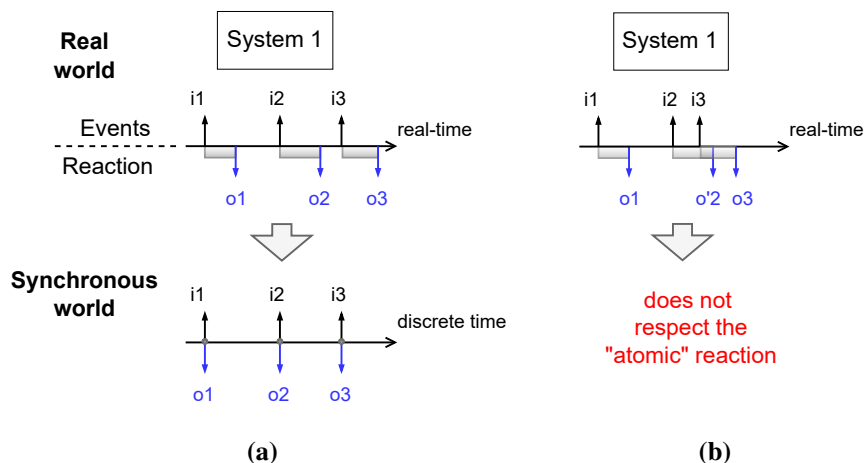 Real
world
System 1
i1
i2
i3
Events
Reaction
real-time
o1
o2
o3
Synchronous
world
i1
i2
i3
discrete time
o1
o2
o3
(a)
System 1
i1
i2
i3
real-time
o1
o'2
o3
does not
respect the
"atomic" reaction
(b)